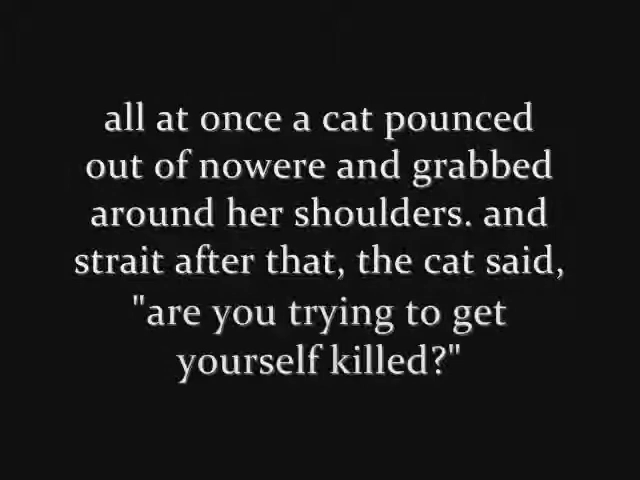 all at once a cat pounced
out of nowere and grabbed
around her shoulders. and
strait after that, the cat said,
"are you trying to get
yourself killed?"